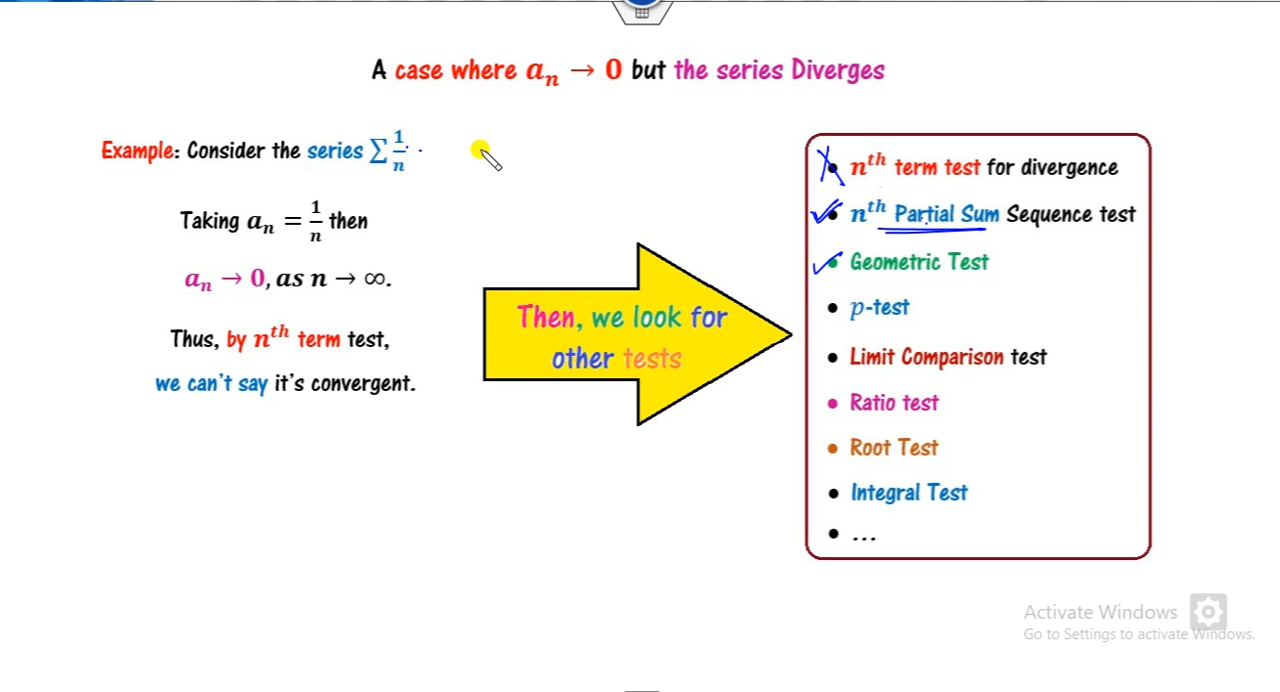 A case where aₙ → 0 but the series Diverges
Example: Consider the series ∑ 1/n
Taking aₙ = 1/n then
aₙ → 0, as n → ∞.
Thus, by nᵗʰ term test,
we can't say it's convergent.
Then, we look for
other tests
• nᵗʰ term test for divergence
• nᵗʰ Partial Sum Sequence test
• Geometric Test
• p-test
• Limit Comparison test
• Ratio test
• Root Test
• Integral Test
• ...
Activate Windows
Go to Settings to activate Windows.